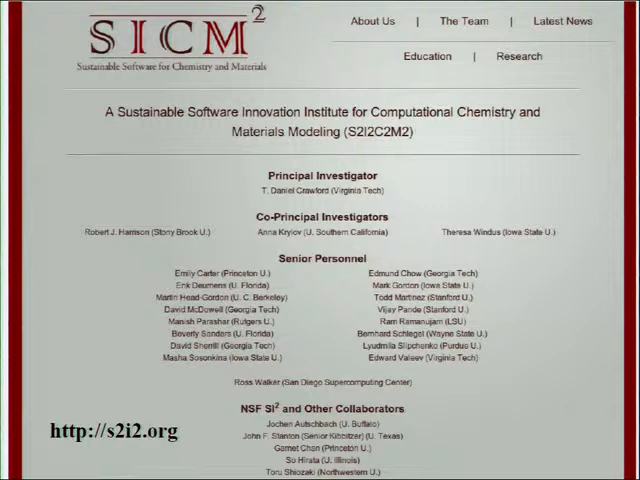 SICM²
Sustainable Software for Chemistry and Materials
About Us | The Team | Latest News
Education | Research
A Sustainable Software Innovation Institute for Computational Chemistry and
Materials Modeling (S2I2C2M2)
Principal Investigator
T. Daniel Crawford (Virginia Tech)
Co-Principal Investigators
Robert J. Harrison (Stony Brook U.) Anna Krylov (U. Southern California) Theresa Windus (Iowa State U.)
Senior Personnel
Emily Carter (Princeton U.) Edmund Chow (Georgia Tech)
Erik Deumens (U. Florida) Mark Gordon (Iowa State U.)
Martin Head-Gordon (U. C. Berkeley) Todd Martinez (Stanford U.)
David McDowell (Georgia Tech) Vijay Pande (Stanford U.)
Manish Parashar (Rutgers U.) Ram Ramanujam (LSU)
Beverly Sanders (U. Florida) Bernhard Schlegel (Wayne State U.)
David Sherrill (Georgia Tech) Lyudmila Slipchenko (Purdue U.)
Masha Sosonkina (Iowa State U.) Edward Valeev (Virginia Tech)
Ross Walker (San Diego Supercomputing Center)
NSF SI² and Other Collaborators
Jochen Autschbach (U. Buffalo)
John F. Stanton (Senior Kibbitzer) (U. Texas)
Garnet Chan (Princeton U.)
So Hirata (U. Illinois)
Toru Shiozaki (Northwestern U.)
http://s2i2.org